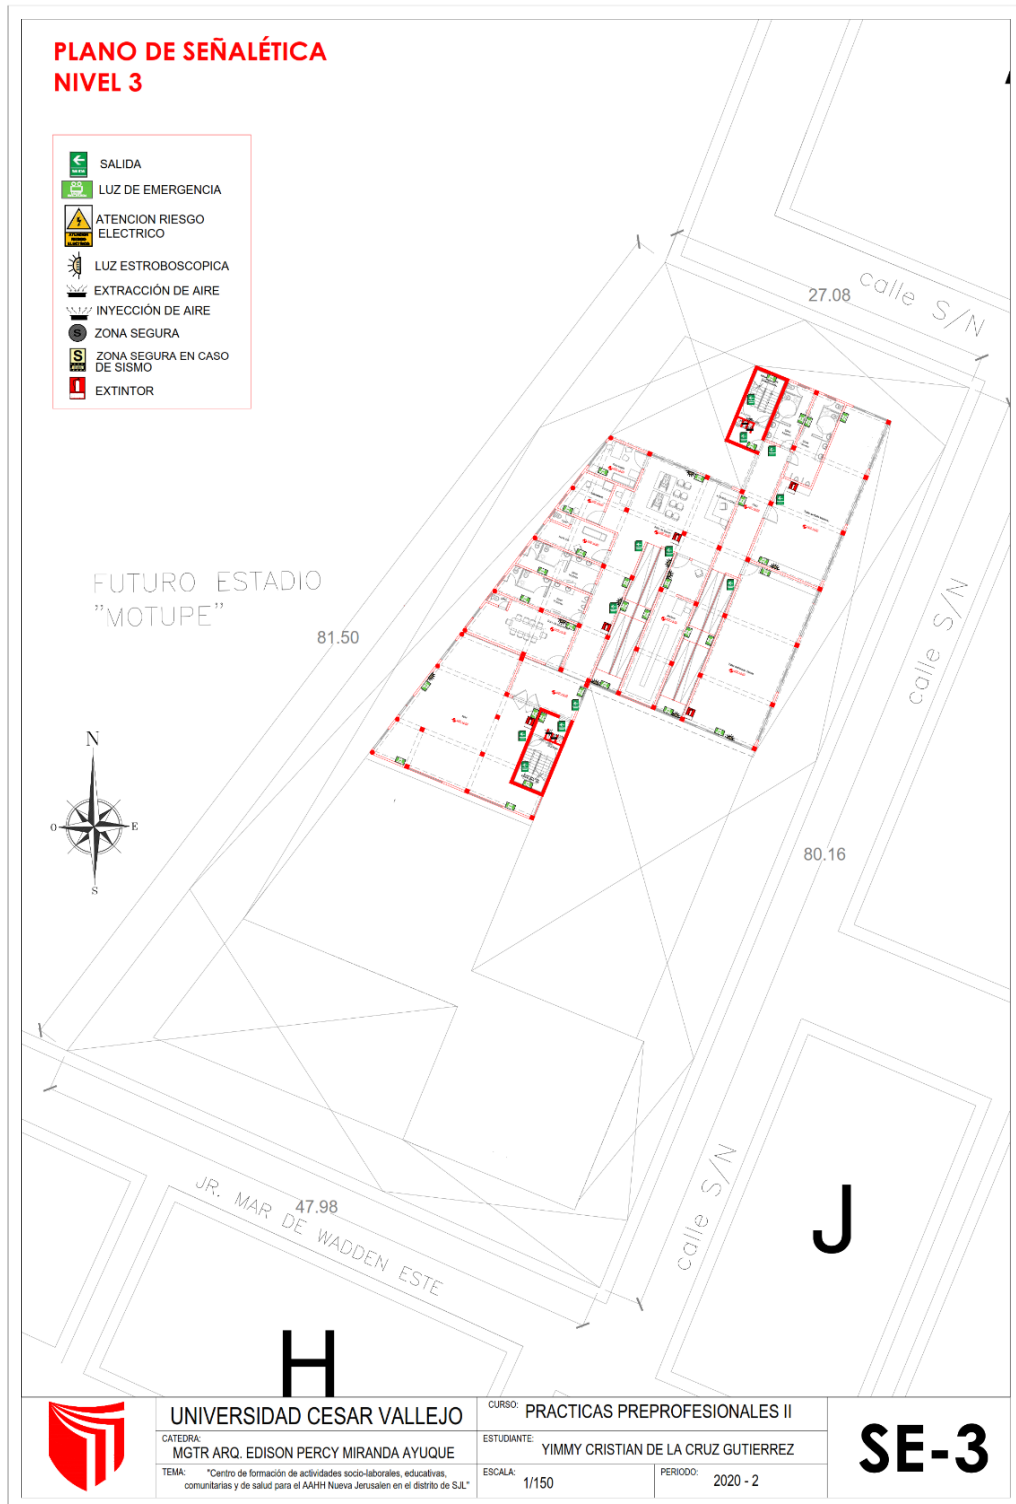 PLANO DE SEÑALÉTICA
NIVEL 3
SALIDA
LUZ DE EMERGENCIA
ATENCION RIESGO
ELECTRICO
LUZ ESTROBOSCOPICA
EXTRACCIÓN DE AIRE
INYECCIÓN DE AIRE
S
ZONA SEGURA
S
ZONA SEGURA EN CASO
DE SISMO
EXTINTOR
27.08
calle S/N
FUTURO ESTADIO
"MOTUPE"
81.50
calle S/N
N
O
E
S
80.16
calle S/N
J
JR. MAR DE WADDEN ESTE
47.98
H
UNIVERSIDAD CESAR VALLEJO
CATEDRA:
MGTR ARQ. EDISON PERCY MIRANDA AYUQUE
TEMA: "Centro de formación de actividades socio-laborales, educativas,
comunitarias y de salud para el AAHH Nueva Jerusalen en el distrito de SJL"
CURSO: PRACTICAS PREPROFESIONALES II
ESTUDIANTE: YIMMY CRISTIAN DE LA CRUZ GUTIERREZ
ESCALA: 1/150
PERIODO: 2020 - 2
SE-3